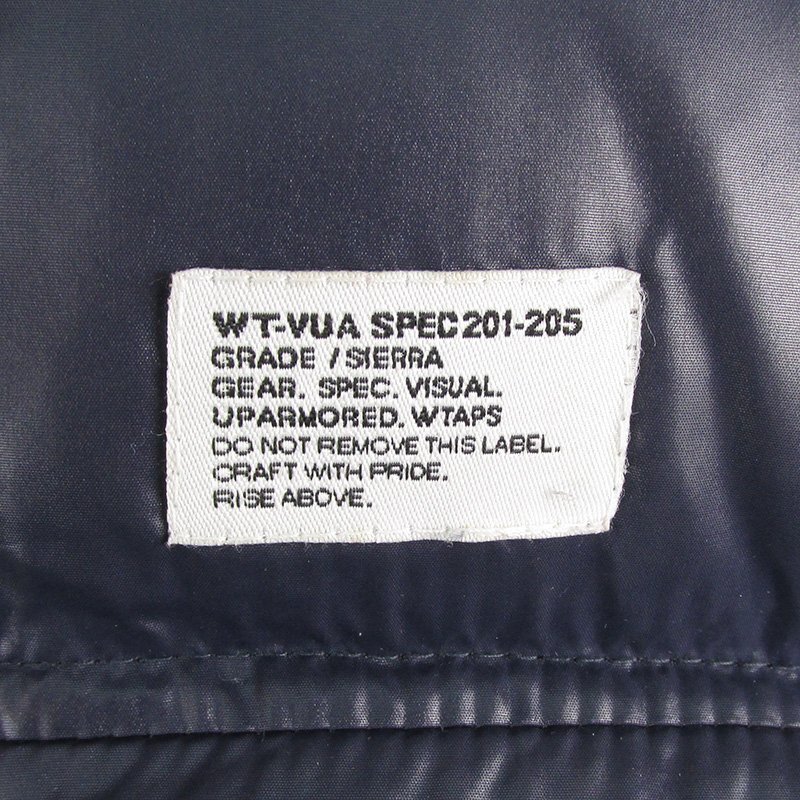 WT-VUA SPEC201-205
GRADE / SIERRA
GEAR. SPEC. VISUAL.
UPARMORED. WTAPS
DO NOT REMOVE THIS LABEL.
CRAFT WITH PRIDE.
RISE ABOVE.